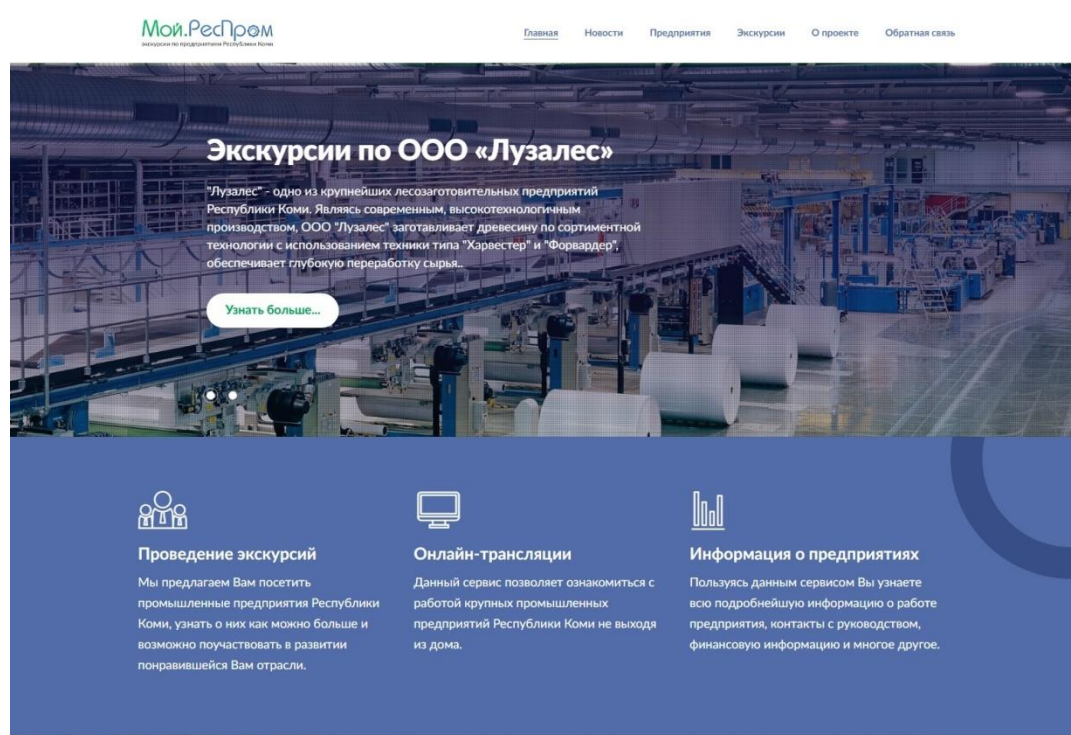 Мой.РесПром
экскурсии по предприятиям Республики Коми
Главная Новости Предприятия Экскурсии О проекте Обратная связь
Экскурсии по ООО «Лузалес»
"Лузалес" - одно из крупнейших лесозаготовительных предприятий
Республики Коми. Являясь современным, высокотехнологичным
производством, ООО "Лузалес" заготавливает древесину по сортиментной
технологии с использованием техники типа "Харвестер" и "Форвардер",
обеспечивает глубокую переработку сырья..
Узнать больше...
Проведение экскурсий
Мы предлагаем Вам посетить
промышленные предприятия Республики
Коми, узнать о них как можно больше и
возможно поучаствовать в развитии
понравившейся Вам отрасли.
Онлайн-трансляции
Данный сервис позволяет ознакомиться с
работой крупных промышленных
предприятий Республики Коми не выходя
из дома.
Информация о предприятиях
Пользуясь данным сервисом Вы узнаете
всю подробнейшую информацию о работе
предприятия, контакты с руководством,
финансовую информацию и многое другое.